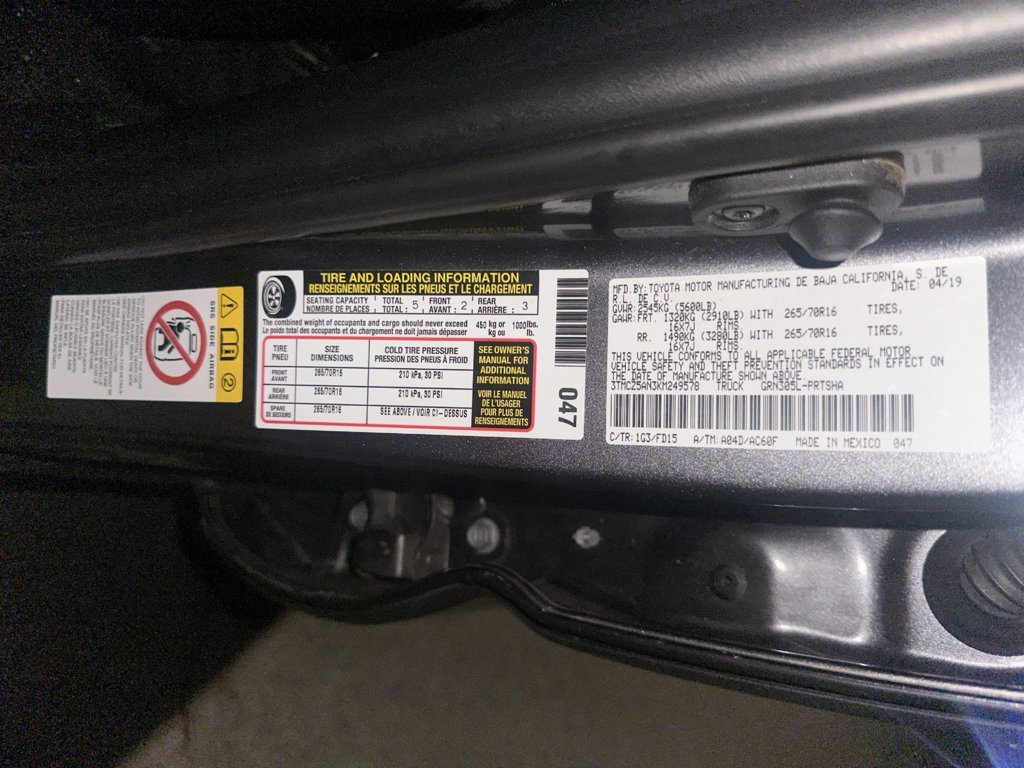 SRS SIDE AIRBAG
TIRE AND LOADING INFORMATION
RENSEIGNEMENTS SUR LES PNEUS ET LE CHARGEMENT
SEATING CAPACITY TOTAL 5 FRONT 2 REAR 3
NOMBRE DE PLACES : TOTAL : AVANT : ARRIÈRE :
The combined weight of occupants and cargo should never exceed 450 kg or 1000lbs.
Le poids total des occupants et du chargement ne doit jamais dépasser kg ou lb.
TIRE SIZE COLD TIRE PRESSURE
PNEU DIMENSIONS PRESSION DES PNEUS À FROID
FRONT 265/70R16 210 kPa, 30 PSI
AVANT
REAR 265/70R16 210 kPa, 30 PSI
ARRIÈRE
SPARE 265/70R16 SEE ABOVE / VOIR CI-DESSUS
DE SECOURS
SEE OWNER'S
MANUAL FOR
ADDITIONAL
INFORMATION
VOIR LE MANUEL
DE L'USAGER
POUR PLUS DE
RENSEIGNEMENTS
047
MFD.BY:TOYOTA MOTOR MANUFACTURING DE BAJA CALIFORNIA, S. DE
R.L. DE C.V. DATE: 04/19
GVWR:2545KG (5600LB)
GAWR:FRT. 1320KG (2910LB) WITH 265/70R16 TIRES,
16X7J RIMS
RR. 1490KG (3280LB) WITH 265/70R16 TIRES,
16X7J RIMS
THIS VEHICLE CONFORMS TO ALL APPLICABLE FEDERAL MOTOR
VEHICLE SAFETY AND THEFT PREVENTION STANDARDS IN EFFECT ON
THE DATE OF MANUFACTURE SHOWN ABOVE
3TMCZ5AN3KM249578 TRUCK GRN305L-PRTSHA
C/TR:1G3/FD15 A/TM:A04D/AC60F MADE IN MEXICO 047